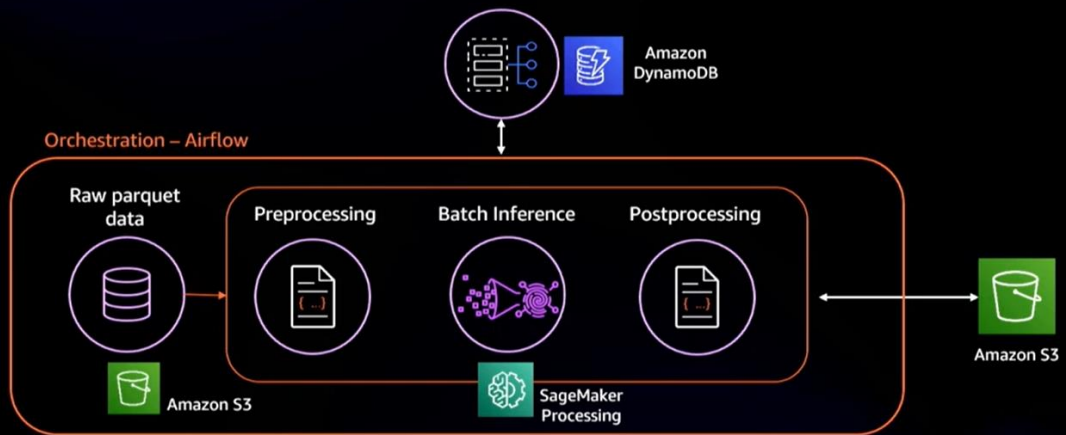 Amazon
DynamoDB
Orchestration – Airflow
Raw parquet
data
Preprocessing
Batch Inference
Postprocessing
{...}
{...}
Amazon S3
SageMaker
Processing
Amazon S3